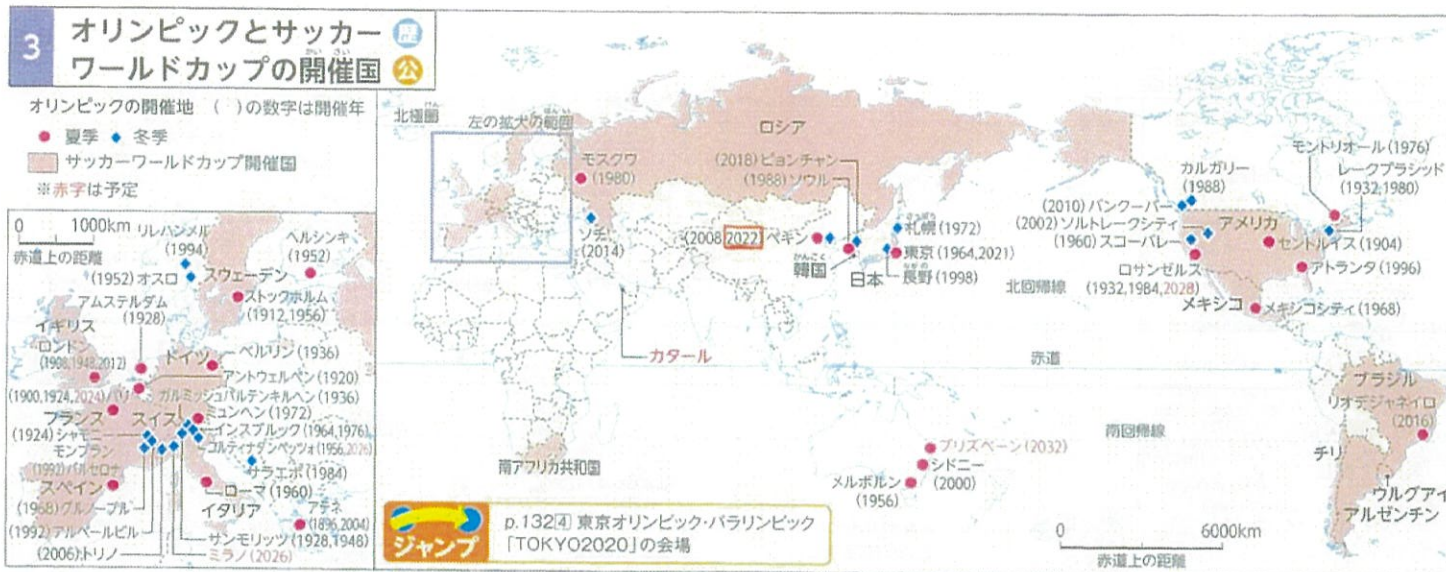 3
オリンピックとサッカー 歴
ワールドカップの開催国 公
かい さい
オリンピックの開催地 ( )の数字は開催年
夏季 冬季
サッカーワールドカップ開催国
※赤字は予定
0 1000km
赤道上の距離
リレハンメル
(1994)
ヘルシンキ
(1952)
(1952)オスロ
スウェーデン
アムステルダム
(1928)
ストックホルム
(1912,1956)
イギリス
ロンドン
(1908,1948,2012)
ドイツ
ベルリン(1936)
アントウェルペン(1920)
(1900,1924,2024)パリ
ガルミッシュパルテンキルヘン(1936)
フランス
スイス
ミュンヘン
(1972)
(1924)シャモニー
モンブラン
インスブルック(1964,1976)
コルティナダンペッツォ(1956,2026)
(1992)バルセロナ
サラエボ(1984)
スペイン
ローマ(1960)
(1968)グルノーブル
イタリア
アテネ
(1896,2004)
(1992)アルベールビル
サンモリッツ(1928,1948)
(2006)トリノ
ミラノ(2026)
北極圏
けん
左の拡大の範囲
ロシア
モスクワ
(1980)
ソチ
(2014)
(2018)ピョンチャン
(1988)ソウル
(2008,2022)ペキン
かんこく
韓国
日本
さっぽろ
札幌(1972)
東京(1964,2021)
ながの
長野(1998)
カタール
南アフリカ共和国
北回帰線
赤道
南回帰線
ブリズベーン(2032)
シドニー
(2000)
メルボルン
(1956)
モントリオール(1976)
レークプラシッド
(1932,1980)
カルガリー
(1988)
(2010)バンクーバー
(2002)ソルトレークシティ
(1960)スコーバレー
アメリカ
セントルイス(1904)
アトランタ(1996)
ロサンゼルス
(1932,1984,2028)
メキシコ
メキシコシティ(1968)
ブラジル
リオデジャネイロ
(2016)
チリ
ウルグアイ
アルゼンチン
0 6000km
赤道上の距離
ジャンプ
p.132④ 東京オリンピック・パラリンピック
「TOKYO2020」の会場